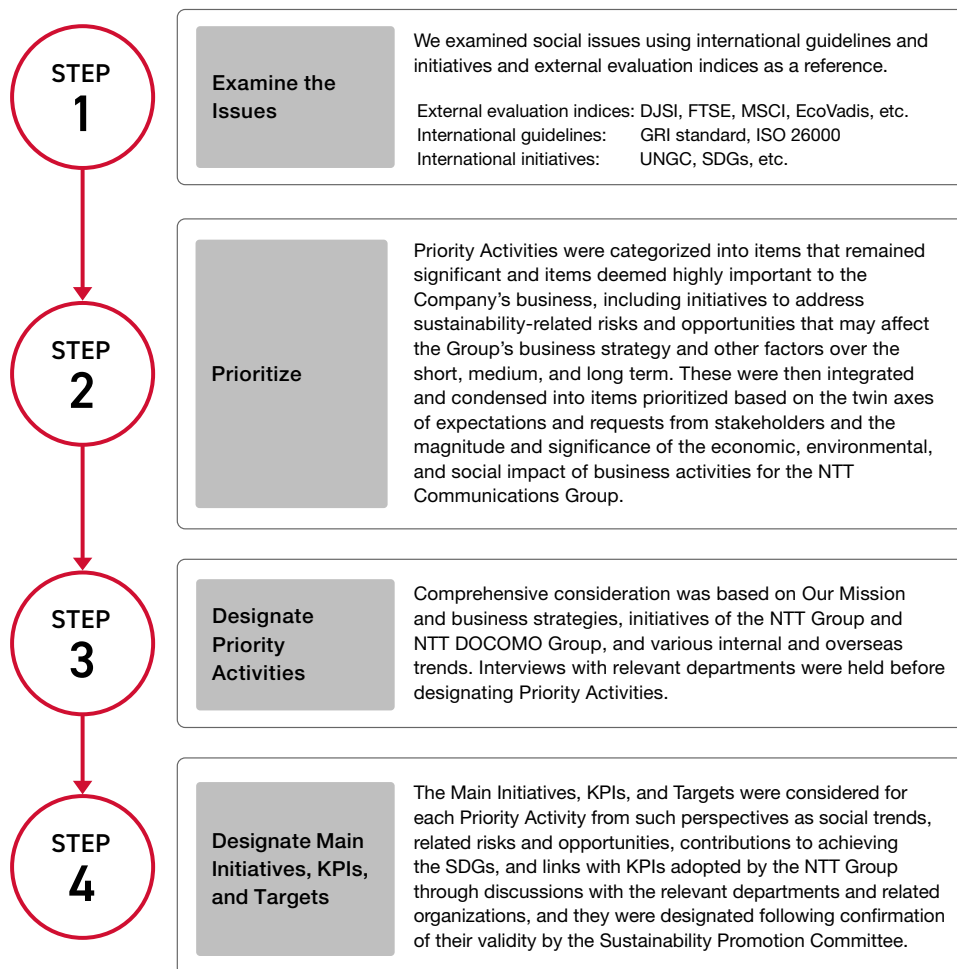 STEP
1
Examine the
Issues
We examined social issues using international guidelines and
initiatives and external evaluation indices as a reference.
External evaluation indices: DJSI, FTSE, MSCI, EcoVadis, etc.
International guidelines: GRI standard, ISO 26000
International initiatives: UNGC, SDGs, etc.
STEP
2
Prioritize
Priority Activities were categorized into items that remained
significant and items deemed highly important to the
Company’s business, including initiatives to address
sustainability-related risks and opportunities that may affect
the Group’s business strategy and other factors over the
short, medium, and long term. These were then integrated
and condensed into items prioritized based on the twin axes
of expectations and requests from stakeholders and the
magnitude and significance of the economic, environmental,
and social impact of business activities for the NTT
Communications Group.
STEP
3
Designate
Priority
Activities
Comprehensive consideration was based on Our Mission
and business strategies, initiatives of the NTT Group and
NTT DOCOMO Group, and various internal and overseas
trends. Interviews with relevant departments were held before
designating Priority Activities.
STEP
4
Designate Main
Initiatives, KPIs,
and Targets
The Main Initiatives, KPIs, and Targets were considered for
each Priority Activity from such perspectives as social trends,
related risks and opportunities, contributions to achieving
the SDGs, and links with KPIs adopted by the NTT Group
through discussions with the relevant departments and related
organizations, and they were designated following confirmation
of their validity by the Sustainability Promotion Committee.